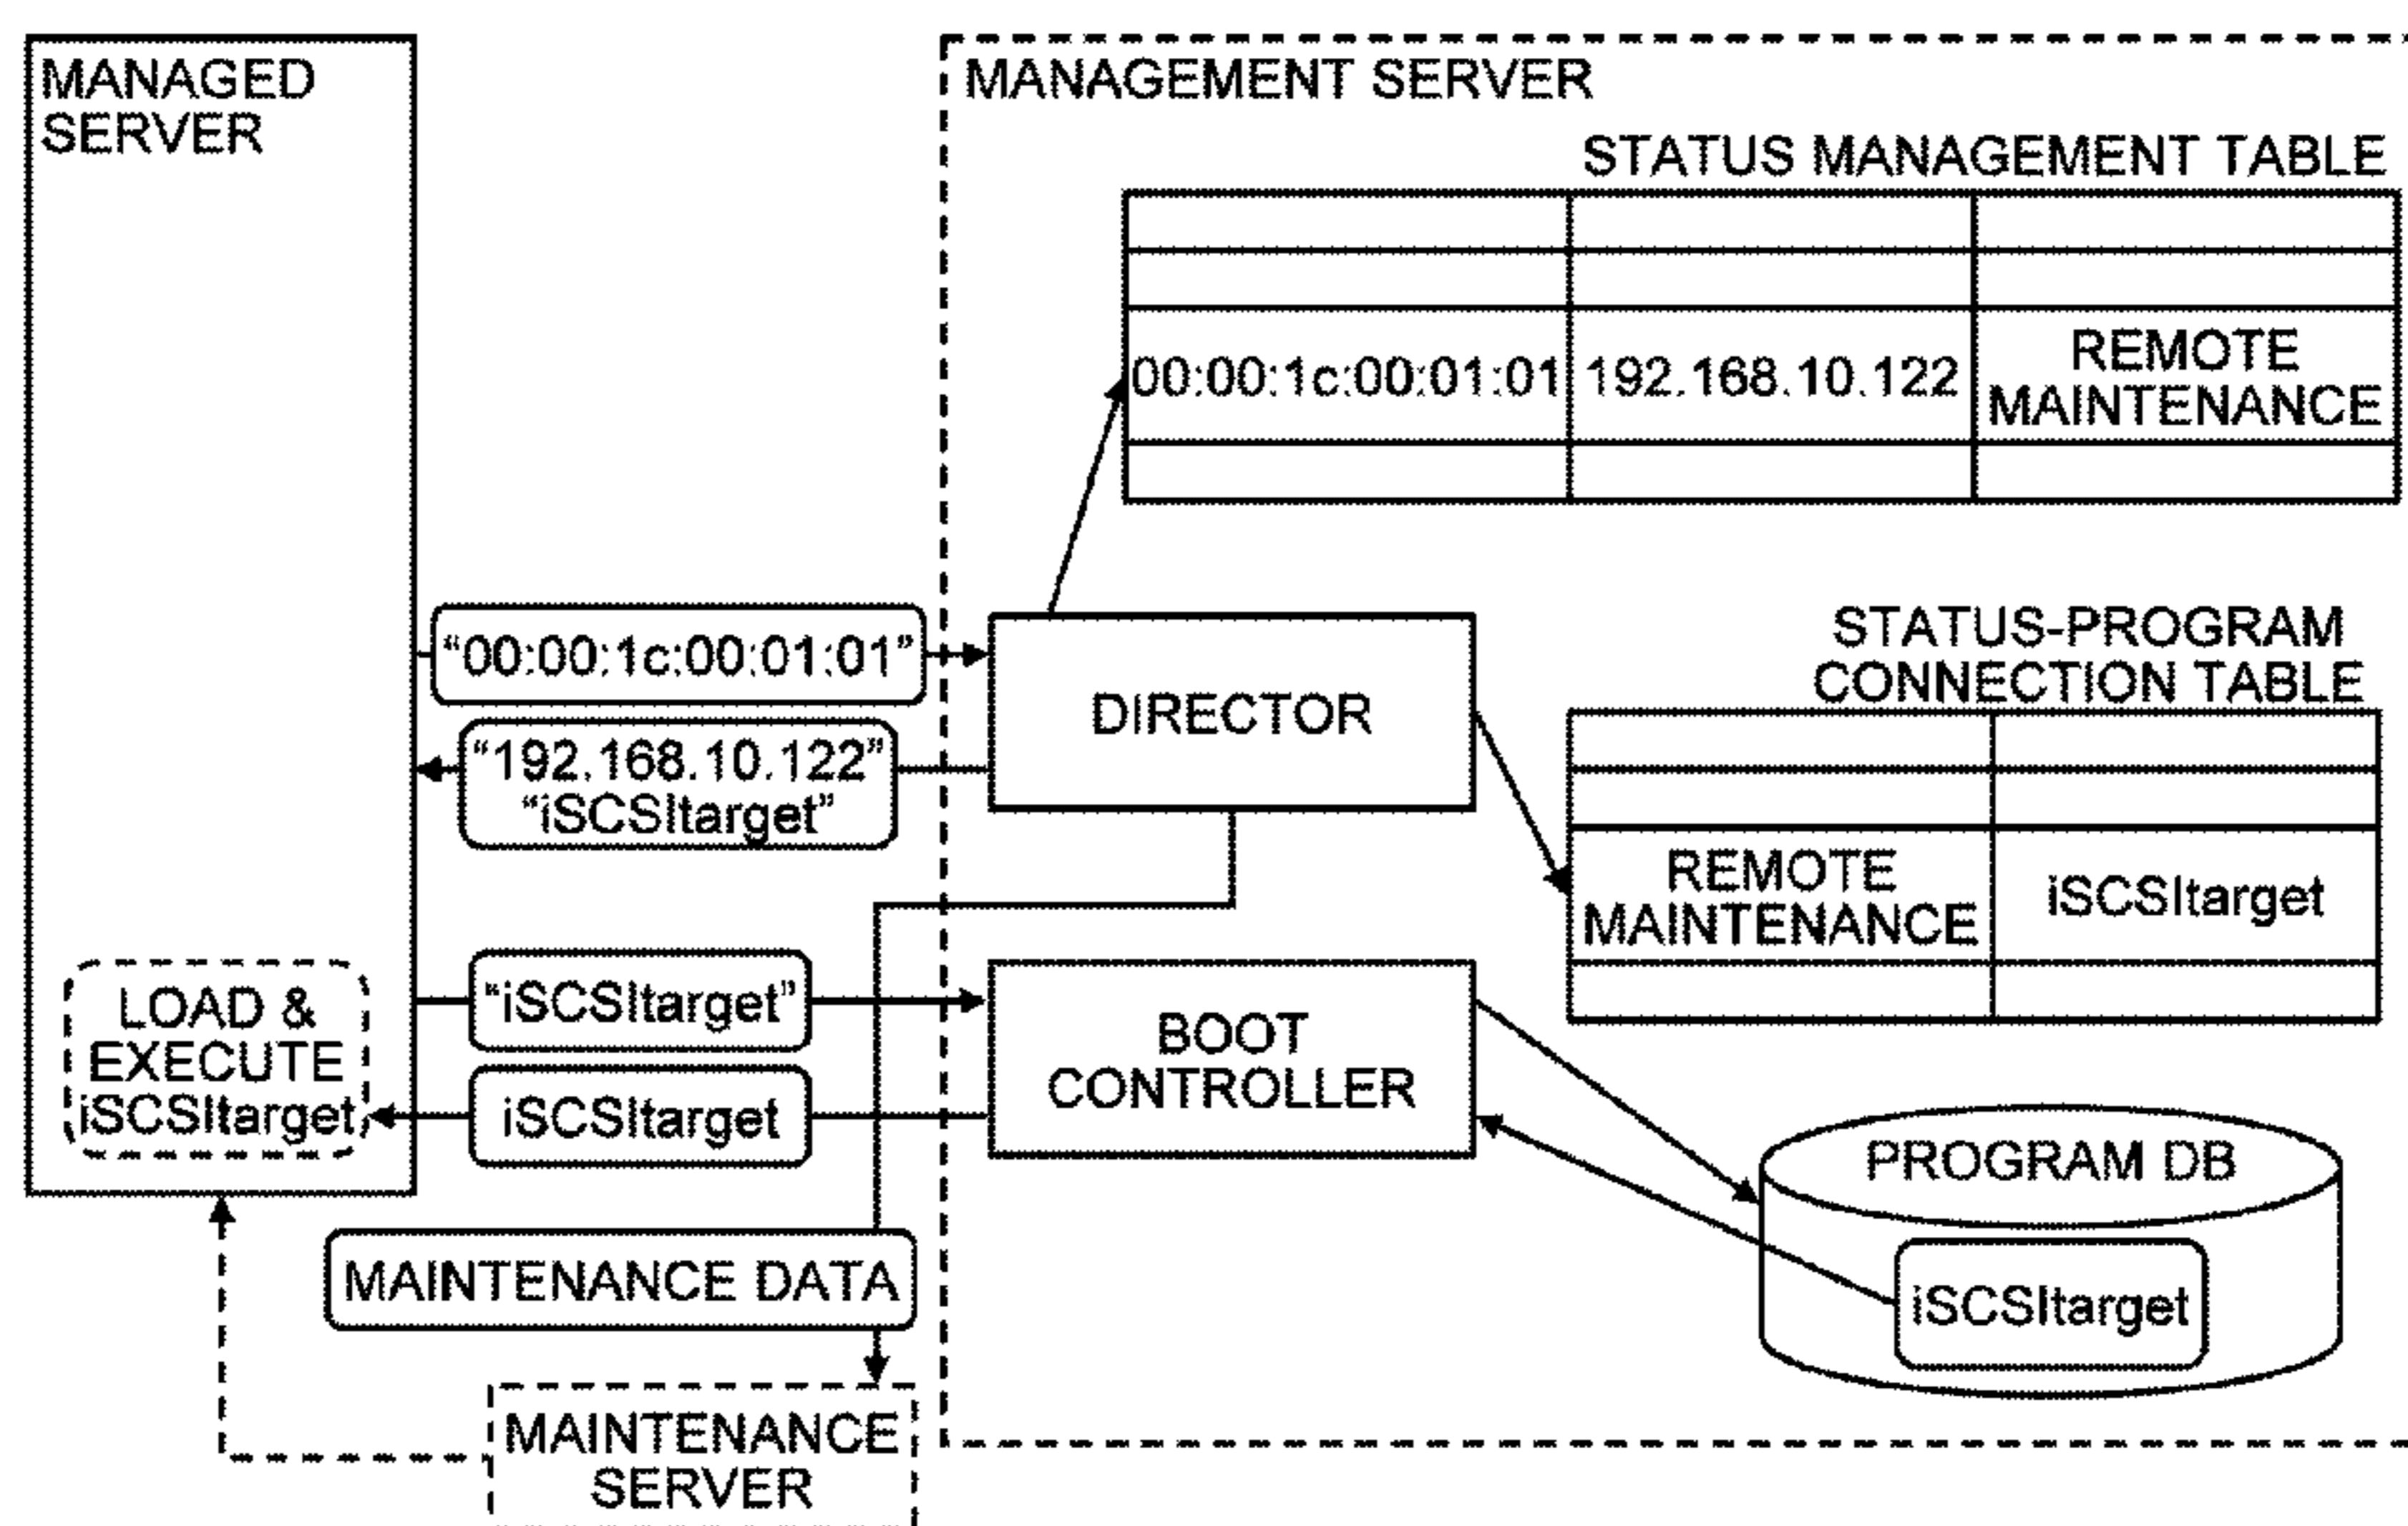 MANAGED
SERVER
MANAGEMENT SERVER
STATUS MANAGEMENT TABLE
00:00:1c:00:01:01 192.168.10.122 REMOTE
MAINTENANCE
"00:00:1c:00:01:01"
DIRECTOR
"192.168.10.122"
"iSCSItarget"
STATUS-PROGRAM
CONNECTION TABLE
REMOTE
MAINTENANCE
iSCSItarget
LOAD &
EXECUTE
iSCSItarget
"iSCSItarget"
iSCSItarget
BOOT
CONTROLLER
PROGRAM DB
iSCSItarget
MAINTENANCE DATA
MAINTENANCE
SERVER